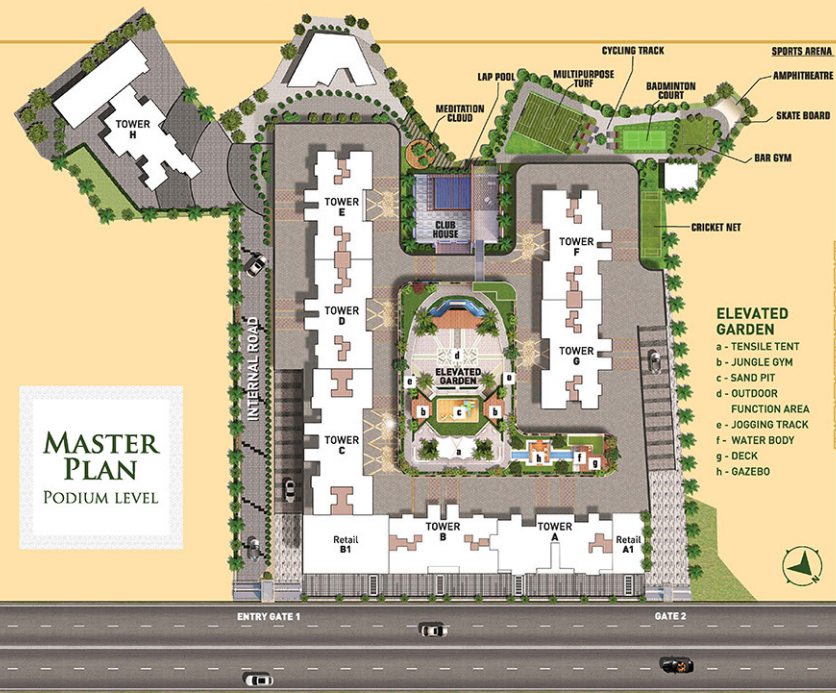 SPORTS ARENA
CYCLING TRACK
MULTIPURPOSE
TURF
LAP POOL
AMPHITHEATRE
BADMINTON
COURT
MEDITATION
CLOUD
SKATE BOARD
BAR GYM
TOWER
H
TOWER
E
CLUB
HOUSE
TOWER
F
CRICKET NET
TOWER
D
INTERNAL ROAD
ELEVATED
GARDEN
a - TENSILE TENT
b - JUNGLE GYM
c - SAND PIT
d - OUTDOOR
FUNCTION AREA
e - JOGGING TRACK
f - WATER BODY
g - DECK
h - GAZEBO
d
ELEVATED
GARDEN
e
e
b
c
b
a
h
f
g
TOWER
G
TOWER
C
MASTER
PLAN
PODIUM LEVEL
Retail
B1
TOWER
B
TOWER
A
Retail
A1
N
ENTRY GATE 1
GATE 2